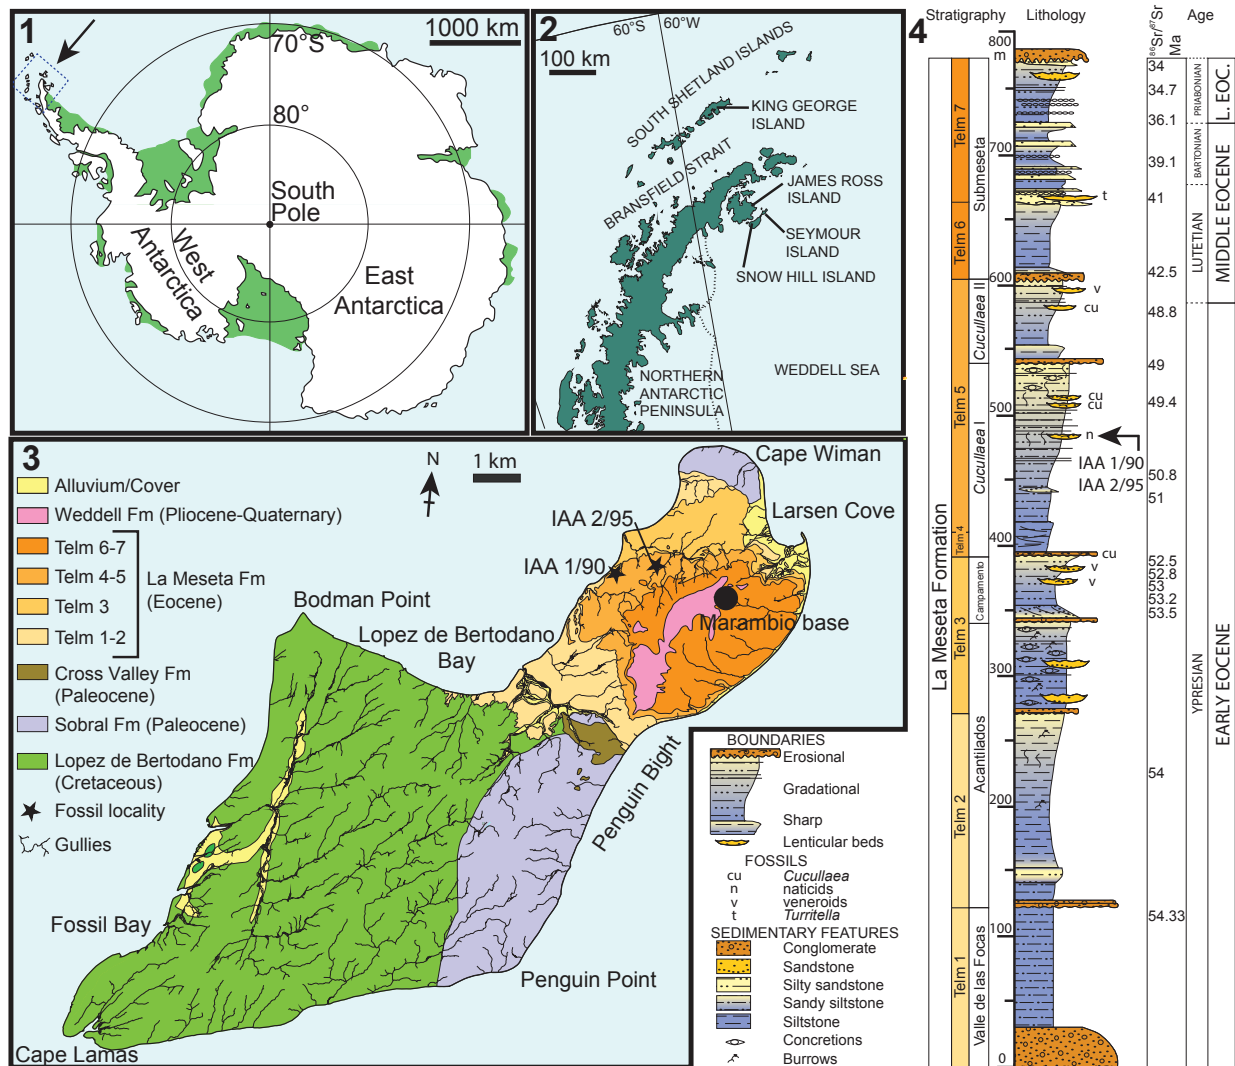 1
1000 km
70°S
80°
South
Pole
West
Antarctica
East
Antarctica
2
60°S
60°W
100 km
SOUTH SHETLAND ISLANDS
KING GEORGE
ISLAND
BRANSFIELD STRAIT
JAMES ROSS
ISLAND
SEYMOUR
ISLAND
SNOW HILL ISLAND
WEDDELL SEA
NORTHERN
ANTARCTIC
PENINSULA
3
N
1 km
Alluvium/Cover
Weddell Fm (Pliocene-Quaternary)
Telm 6-7
Telm 4-5
Telm 3
Telm 1-2
La Meseta Fm
(Eocene)
Cross Valley Fm
(Paleocene)
Sobral Fm (Paleocene)
Lopez de Bertodano Fm
(Cretaceous)
Fossil locality
Gullies
Cape Wiman
Larsen Cove
IAA 2/95
IAA 1/90
Marambio base
Bodman Point
Lopez de Bertodano
Bay
Penguin Bight
Penguin Point
Fossil Bay
Cape Lamas
BOUNDARIES
Erosional
Gradational
Sharp
Lenticular beds
FOSSILS
cu Cucullaea
n naticids
v veneroids
t Turritella
SEDIMENTARY FEATURES
Conglomerate
Sandstone
Silty sandstone
Sandy siltstone
Siltstone
Concretions
Burrows
4
Stratigraphy
Lithology
86Sr/87Sr
Ma
Age
La Meseta Formation
Telm 7
Telm 6
Telm 5
Telm 4
Telm 3
Telm 2
Telm 1
Submeseta
Cucullaea II
Cucullaea I
Campamento
Acantilados
Valle de las Focas
800
m
700
600
500
400
300
200
100
0
t
v
cu
cu
cu
n
cu
v
v
IAA 1/90
IAA 2/95
34
34.7
36.1
39.1
41
42.5
48.8
49
49.4
50.8
51
52.5
52.8
53
53.2
53.5
54
54.33
PRIABONIAN
BARTONIAN
LUTETIAN
YPRESIAN
L. EOC.
MIDDLE EOCENE
EARLY EOCENE